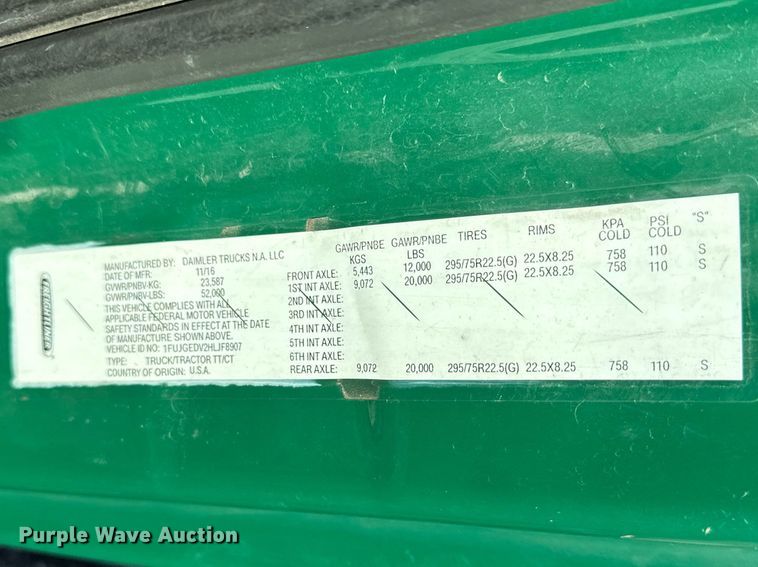 FREIGHTLINER
MANUFACTURED BY: DAIMLER TRUCKS N.A. LLC
DATE OF MFR: 11/16
GVWR/PNBV-KG: 23,587
GVWR/PNBV-LBS: 52,000
THIS VEHICLE COMPLIES WITH ALL
APPLICABLE FEDERAL MOTOR VEHICLE
SAFETY STANDARDS IN EFFECT AT THE DATE
OF MANUFACTURE SHOWN ABOVE.
VEHICLE ID NO: 1FUJGEDV2HLJF8907
TYPE: TRUCK/TRACTOR TT/CT
COUNTRY OF ORIGIN: U.S.A.
GAWR/PNBE KGS GAWR/PNBE LBS TIRES RIMS KPA COLD PSI COLD "S"
FRONT AXLE: 5,443 12,000 295/75R22.5(G) 22.5X8.25 758 110 S
1ST INT AXLE: 9,072 20,000 295/75R22.5(G) 22.5X8.25 758 110 S
2ND INT AXLE:
3RD INT AXLE:
4TH INT AXLE:
5TH INT AXLE:
6TH INT AXLE:
REAR AXLE: 9,072 20,000 295/75R22.5(G) 22.5X8.25 758 110 S
Purple Wave Auction